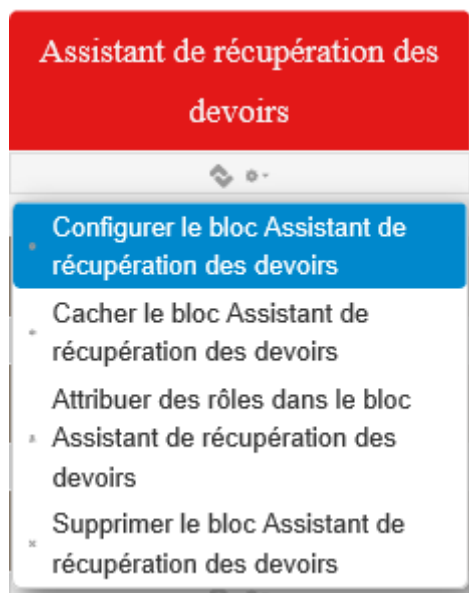 Assistant de récupération des
devoirs
Configurer le bloc Assistant de
récupération des devoirs
Cacher le bloc Assistant de
récupération des devoirs
Attribuer des rôles dans le bloc
Assistant de récupération des
devoirs
Supprimer le bloc Assistant de
récupération des devoirs